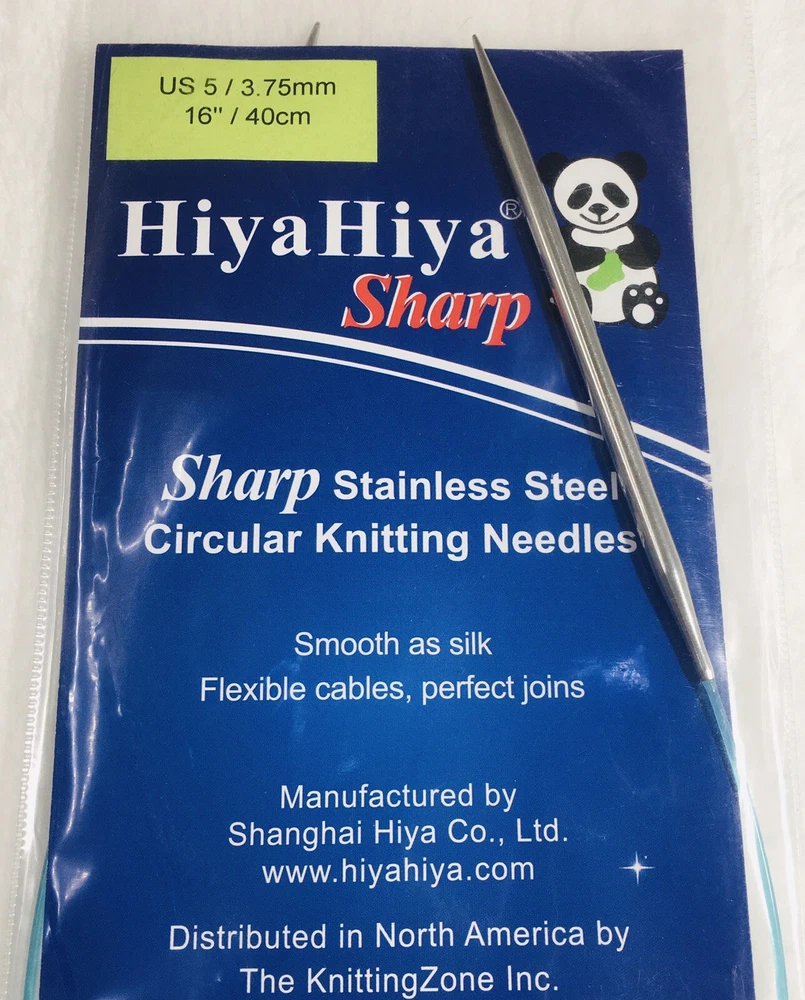 US 5 / 3.75mm
16" / 40cm
HiyaHiya®
Sharp
Sharp Stainless Steel
Circular Knitting Needles
Smooth as silk
Flexible cables, perfect joins
Manufactured by
Shanghai Hiya Co., Ltd.
www.hiyahiya.com
Distributed in North America by
The KnittingZone Inc.